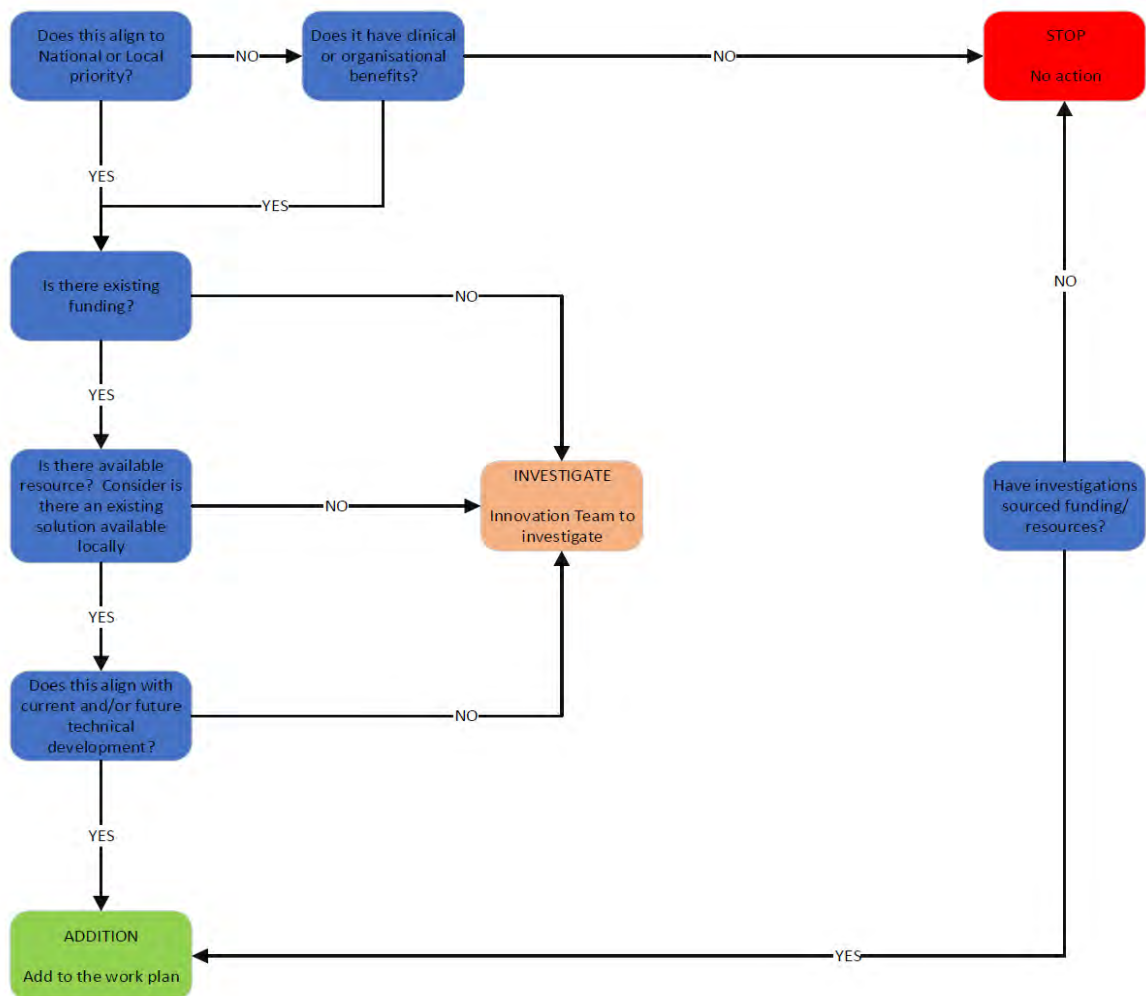 Does this align to
National or Local
priority?
NO
Does it have clinical
or organisational
benefits?
NO
STOP
No action
YES
YES
Is there existing
funding?
NO
NO
YES
Is there available
resource? Consider is
there an existing
solution available
locally
NO
INVESTIGATE
Innovation Team to
investigate
Have investigations
sourced funding/
resources?
YES
Does this align with
current and/or future
technical
development?
NO
YES
ADDITION
Add to the work plan
YES